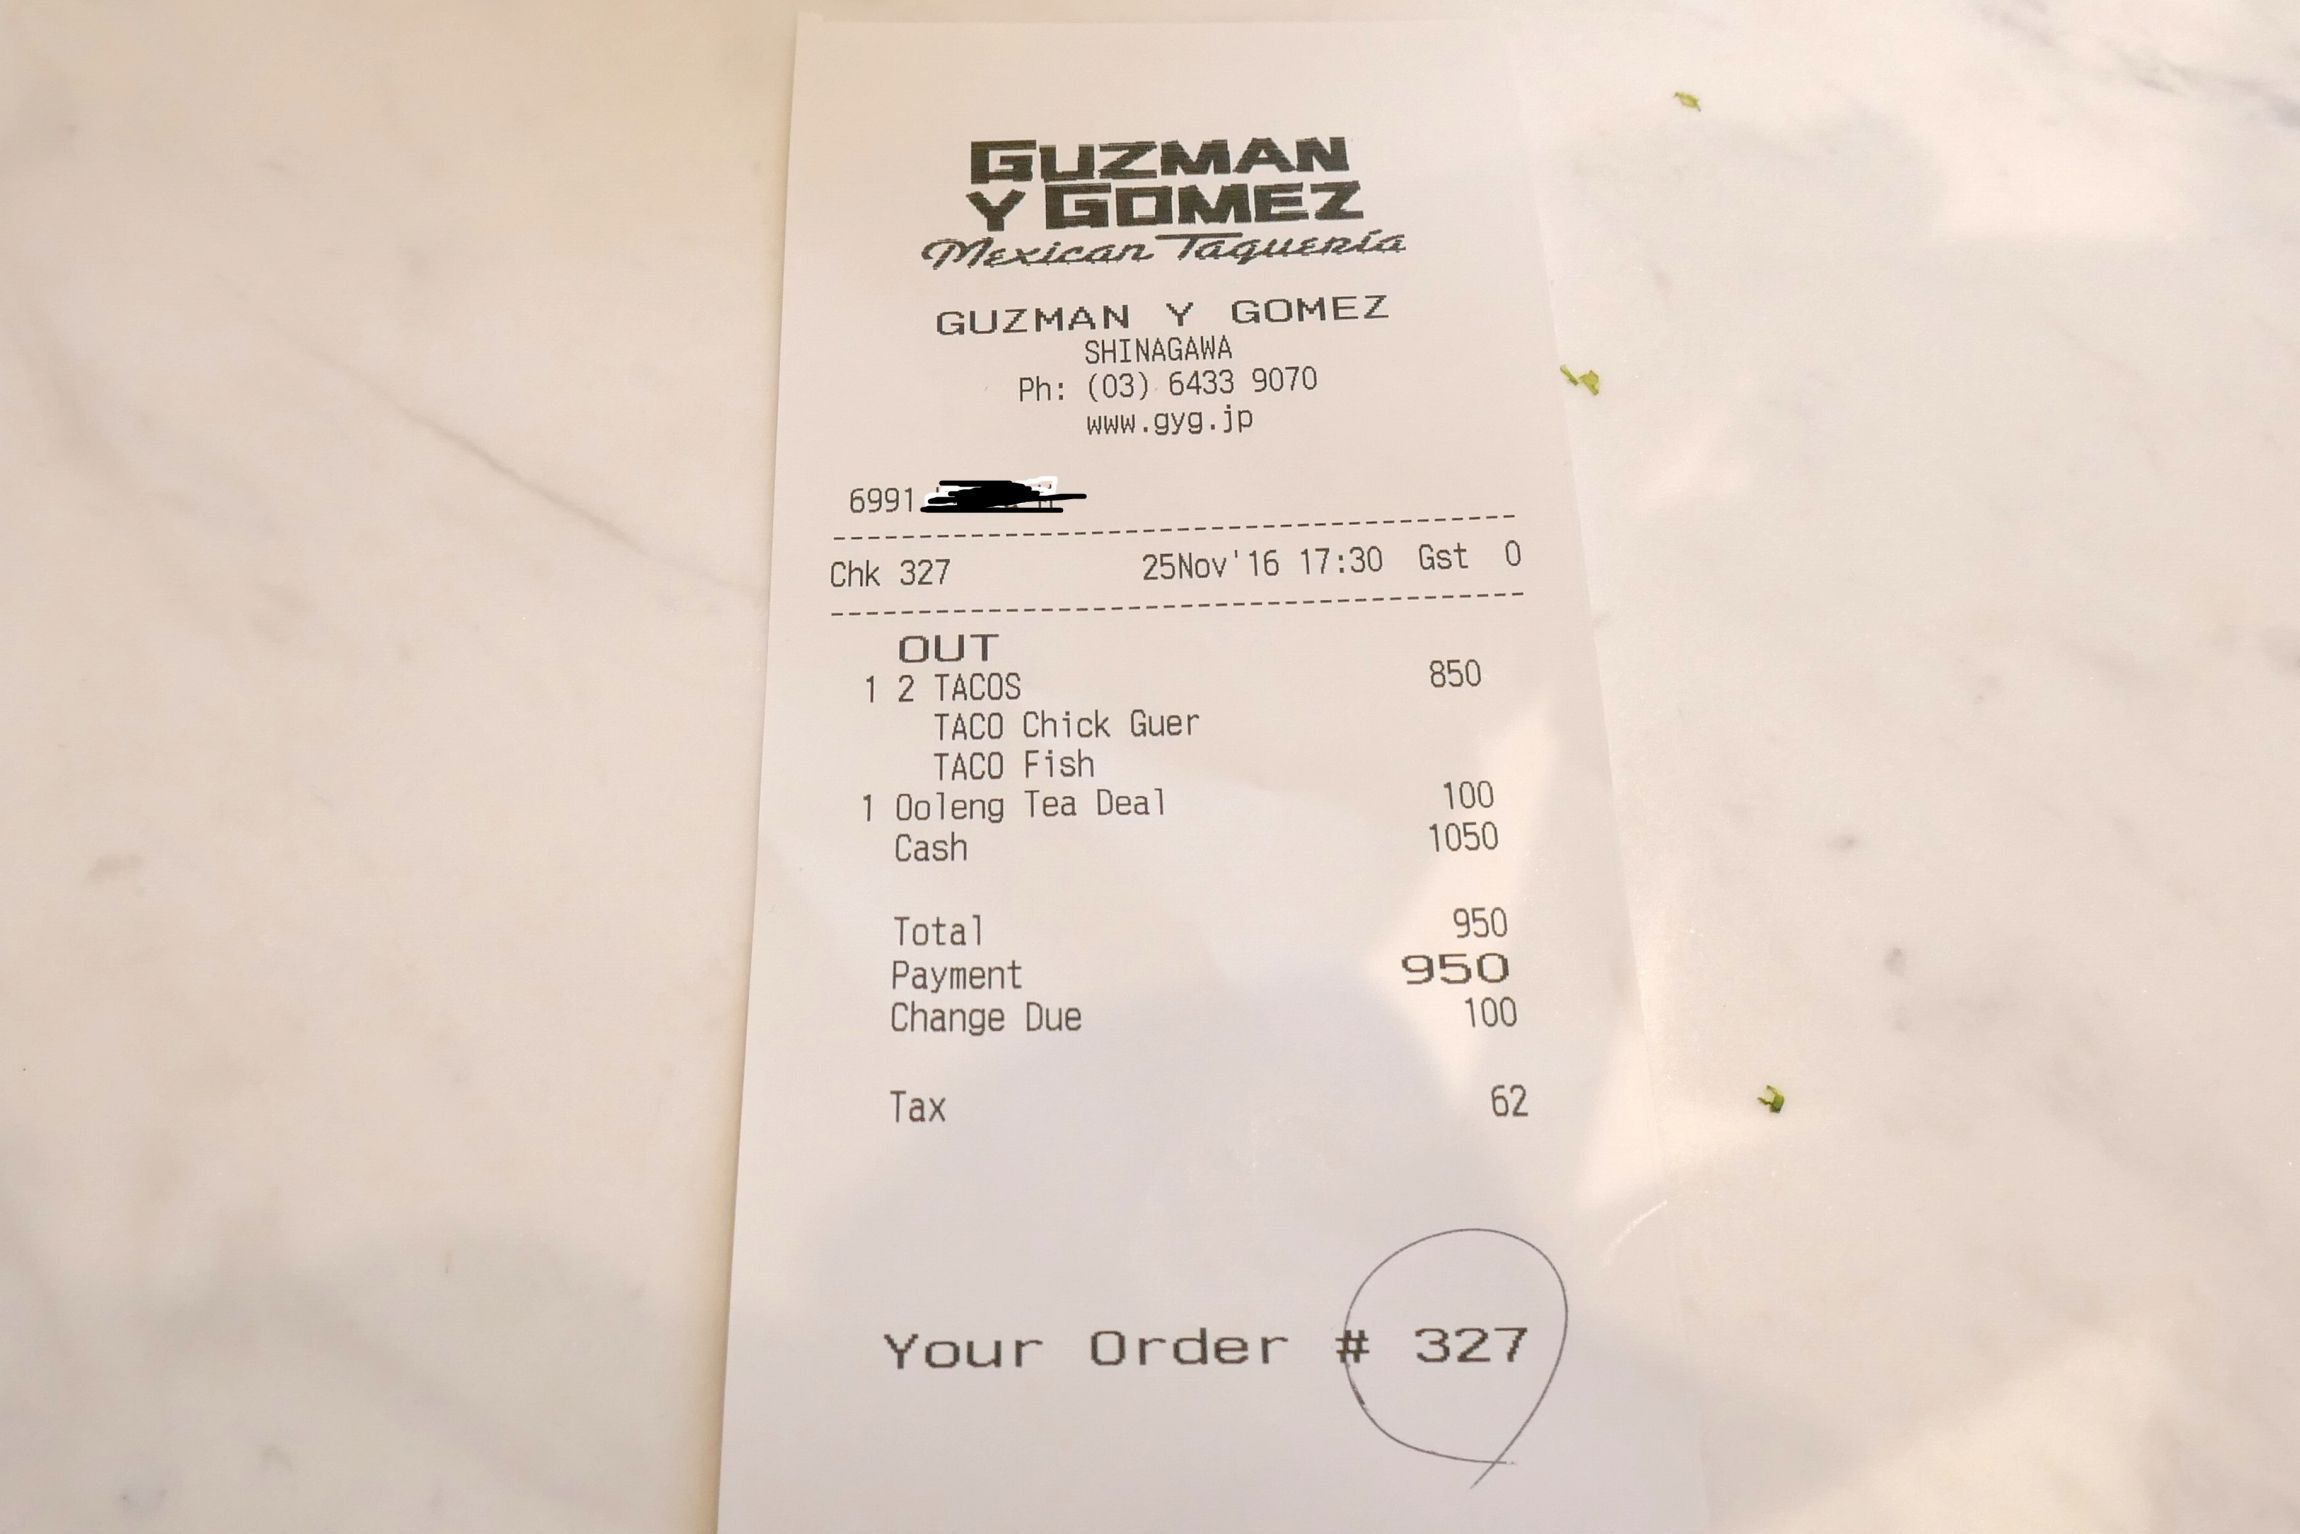 GUZMAN
Y GOMEZ
Mexican Taquería
GUZMAN Y GOMEZ
SHINAGAWA
Ph: (03) 6433 9070
www.gyg.jp
6991
Chk 327 25Nov'16 17:30 Gst 0
OUT
1 2 TACOS 850
TACO Chick Guer
TACO Fish
1 Ooleng Tea Deal 100
Cash 1050
Total 950
Payment 950
Change Due 100
Tax 62
Your Order # 327